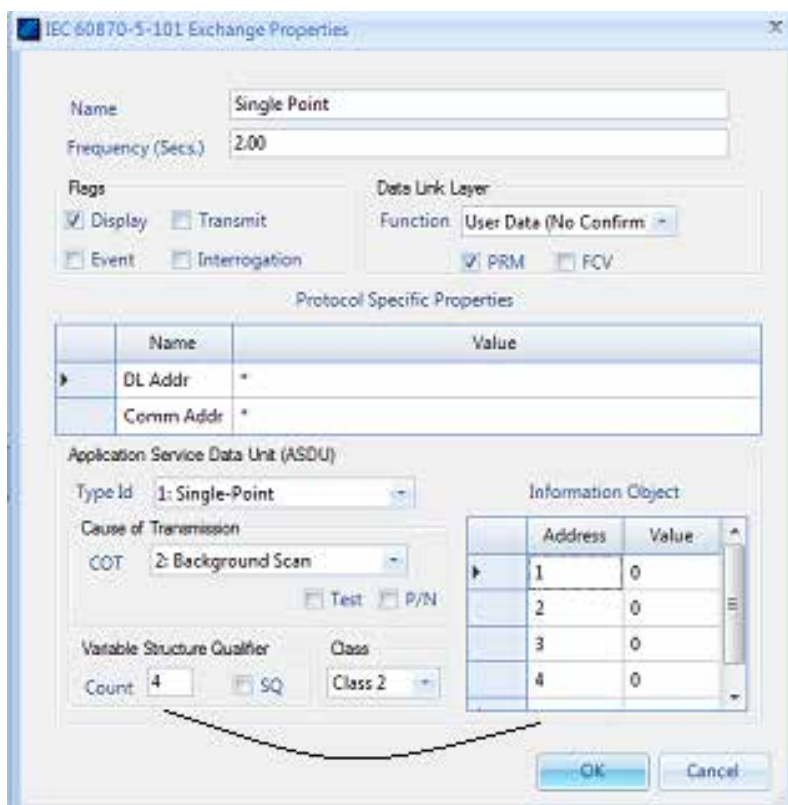 IEC 60870-5-101 Exchange Properties
Name Single Point
Frequency (Secs.) 2.00
Flags
Display Transmit
Event Interrogation
Data Link Layer
Function User Data (No Confirm
PRM FCV
Protocol Specific Properties
Name Value
DL Addr *
Comm Addr *
Application Service Data Unit (ASDU)
Type Id 1: Single-Point
Cause of Transmission
COT 2: Background Scan
Test P/N
Variable Structure Qualifier
Count 4 SQ
Class
Class 2
Information Object
Address Value
1 0
2 0
3 0
4 0
OK Cancel